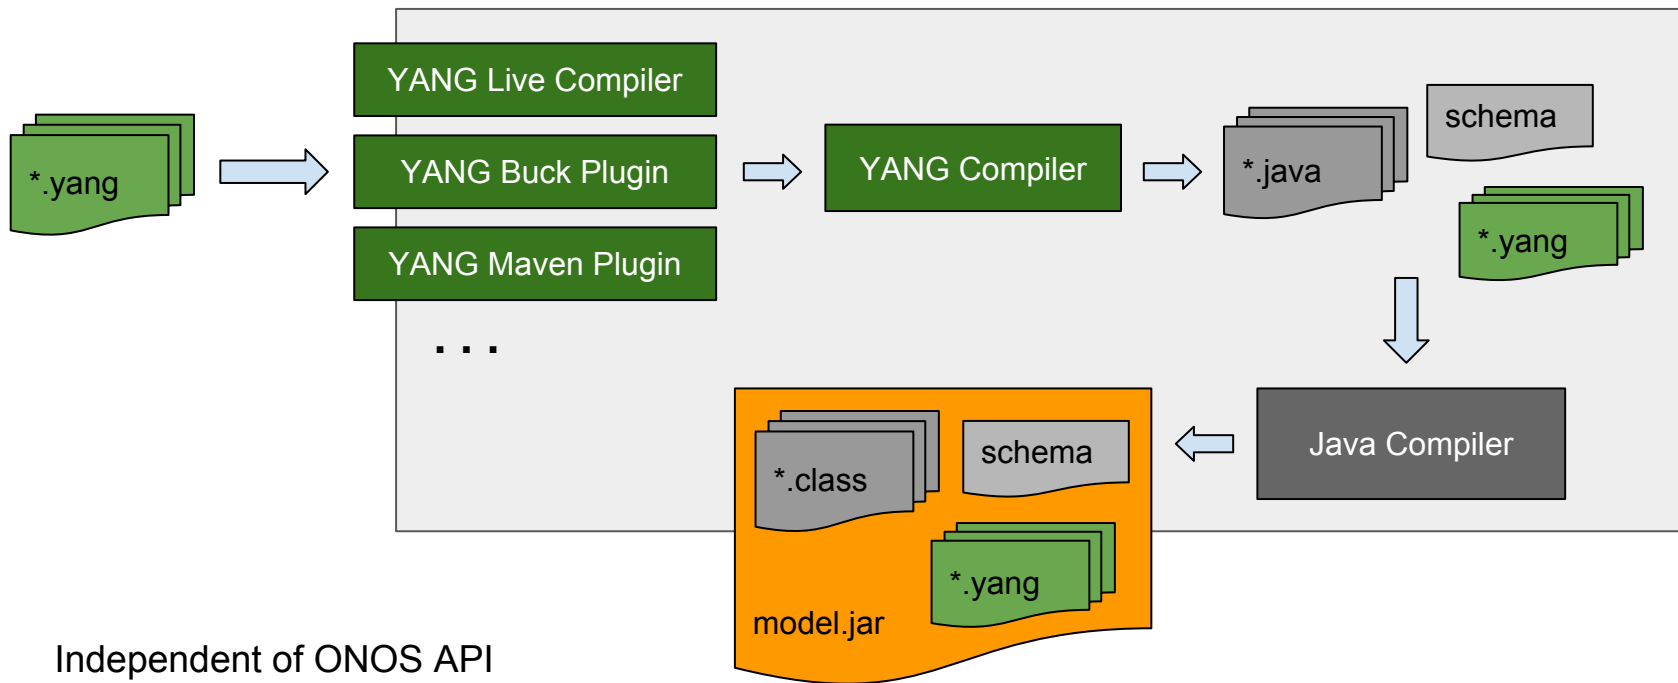 YANG Live Compiler
*.yang
YANG Buck Plugin
YANG Maven Plugin
. . .
YANG Compiler
*.java
schema
*.yang
Java Compiler
*.class
schema
*.yang
model.jar
Independent of ONOS API